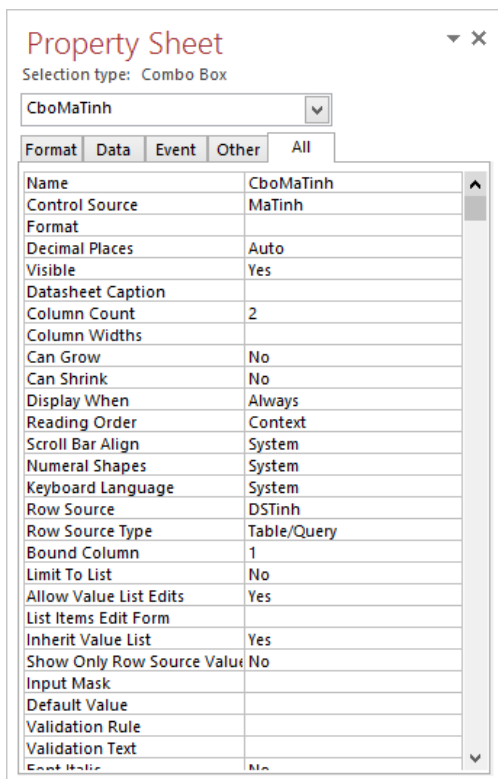 Property Sheet
Selection type: Combo Box
CboMaTinh
Format Data Event Other All
Name CboMaTinh
Control Source MaTinh
Format
Decimal Places Auto
Visible Yes
Datasheet Caption
Column Count 2
Column Widths
Can Grow No
Can Shrink No
Display When Always
Reading Order Context
Scroll Bar Align System
Numeral Shapes System
Keyboard Language System
Row Source DSTinh
Row Source Type Table/Query
Bound Column 1
Limit To List No
Allow Value List Edits Yes
List Items Edit Form
Inherit Value List Yes
Show Only Row Source Value No
Input Mask
Default Value
Validation Rule
Validation Text
Font Italic No